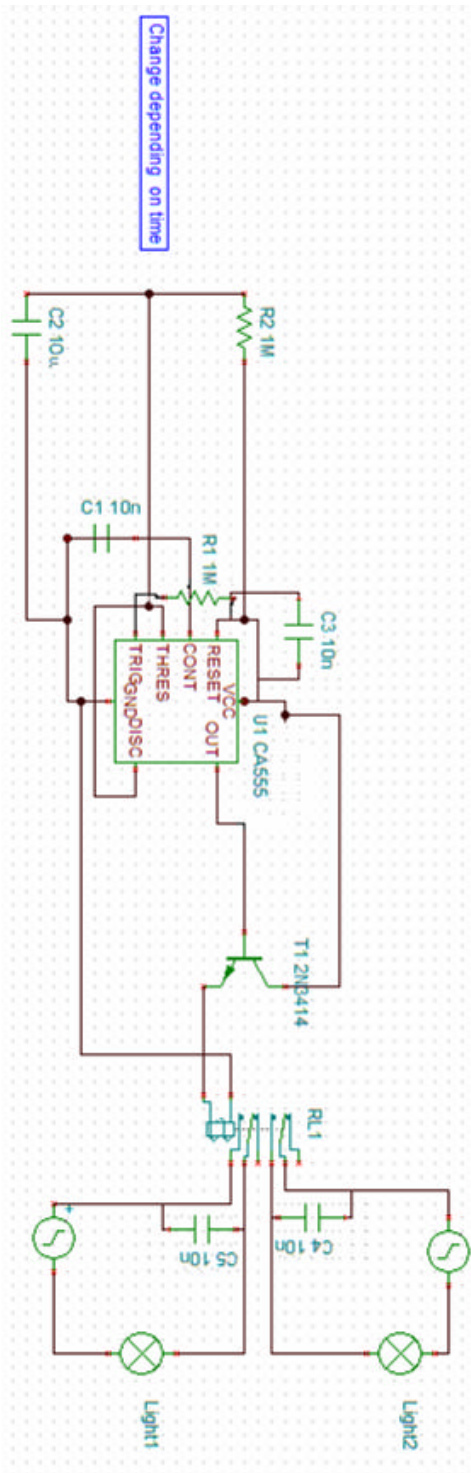 Change depending on time
R2 1M
C2 10u
C1 10n
R1 1M
C3 10n
TRIG
THRES
CONT
RESET
VCC
GND
DISC
OUT
U1 CA555
T1 2N3414
RL1
C5 10n
C4 10n
Light1
Light2
+